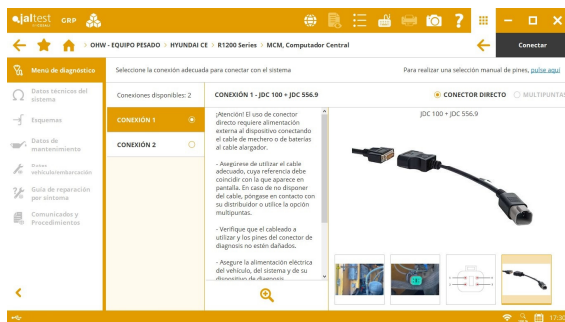 jaltest GRP
OHW - EQUIPO PESADO > HYUNDAI CE > R1200 Series > MCM, Computador Central
Conectar
Menú de diagnóstico
Datos técnicos del sistema
Esquemas
Datos de mantenimiento
Datos vehículo/embarcación
Guía de reparación por síntoma
Comunicados y Procedimientos
Seleccione la conexión adecuada para conectar con el sistema
Para realizar una selección manual de pines, pulse aquí
Conexiones disponibles: 2
CONEXIÓN 1
CONEXIÓN 2
CONEXIÓN 1 - JDC 100 + JDC 556.9
CONECTOR DIRECTO
MULTIPUNTAS
¡Atención! El uso de conector
directo requiere alimentación
externa al dispositivo conectando
el cable de mechero o de baterías
al cable alargador.
- Asegúrese de utilizar el cable
adecuado, cuya referencia debe
coincidir con la que aparece en
pantalla. En caso de no disponer
del cable, póngase en contacto con
su distribuidor o utilice la opción
multipuntas.
- Verifique que el cableado a
utilizar y los pines del conector de
diagnosis no estén dañados.
- Asegure la alimentación eléctrica
del vehículo, del sistema y de su
dispositivo de diagnosis
JDC 100 + JDC 556.9
17:30